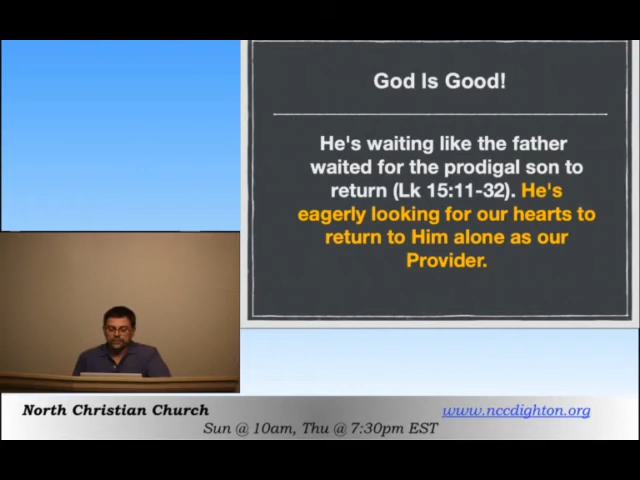 God Is Good!
He's waiting like the father
waited for the prodigal son to
return (Lk 15:11-32). He's
eagerly looking for our hearts to
return to Him alone as our
Provider.
North Christian Church
www.nccdighton.org
Sun @ 10am, Thu @ 7:30pm EST